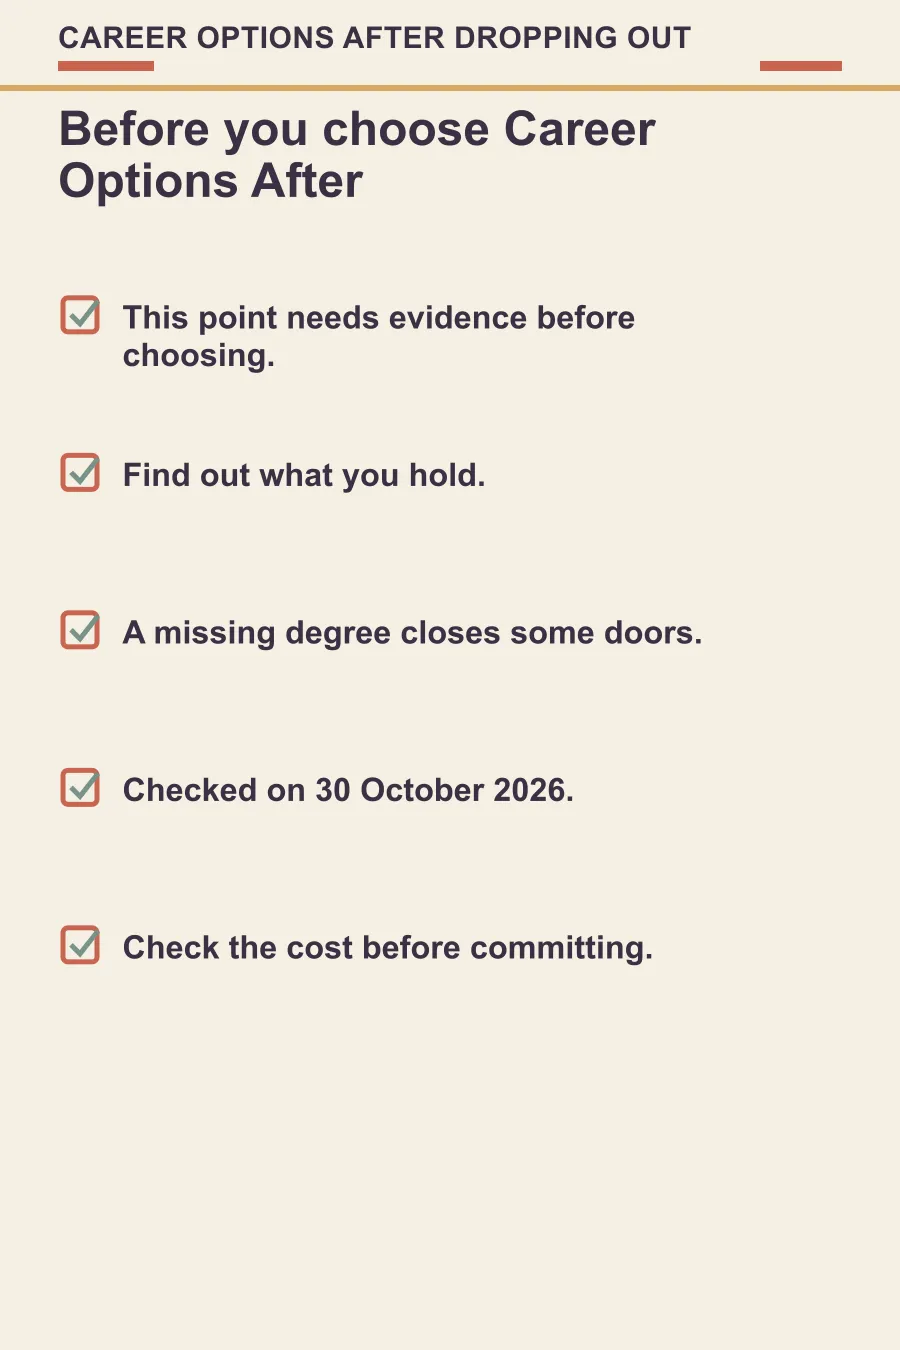 CAREER OPTIONS AFTER DROPPING OUT
Before you choose Career
Options After
This point needs evidence before
choosing.
Find out what you hold.
A missing degree closes some doors.
Checked on 30 October 2026.
Check the cost before committing.